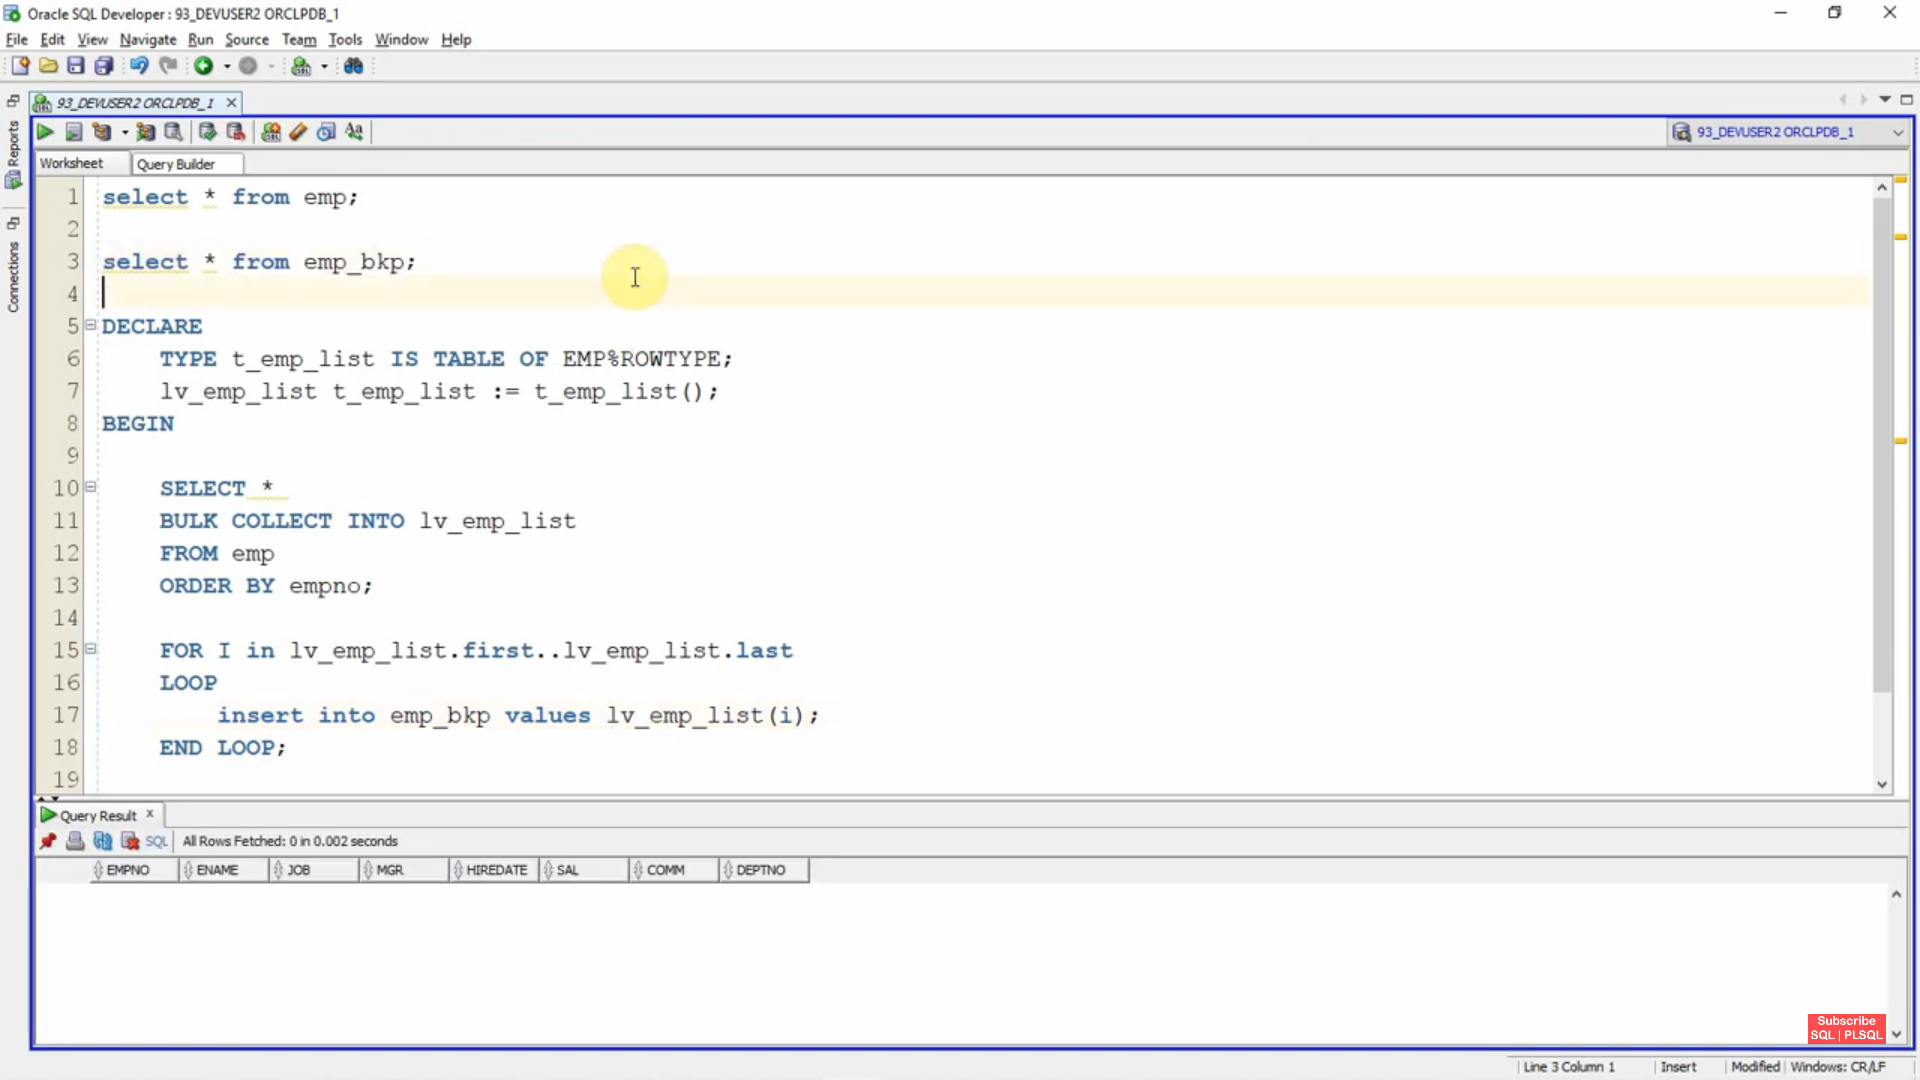 Oracle SQL Developer : 93_DEVUSER2 ORCLPDB_1
File Edit View Navigate Run Source Team Tools Window Help
93_DEVUSER2 ORCLPDB_1
93_DEVUSER2 ORCLPDB_1
Reports
Connections
Worksheet Query Builder
1 select * from emp;
2
3 select * from emp_bkp;
4
5 DECLARE
6 TYPE t_emp_list IS TABLE OF EMP%ROWTYPE;
7 lv_emp_list t_emp_list := t_emp_list();
8 BEGIN
9
10 SELECT *
11 BULK COLLECT INTO lv_emp_list
12 FROM emp
13 ORDER BY empno;
14
15 FOR I in lv_emp_list.first..lv_emp_list.last
16 LOOP
17 insert into emp_bkp values lv_emp_list(i);
18 END LOOP;
19
Query Result
SQL All Rows Fetched: 0 in 0.002 seconds
EMPNO ENAME JOB MGR HIREDATE SAL COMM DEPTNO
Subscribe
SQL | PLSQL
Line 3 Column 1 Insert Modified Windows: CR/LF